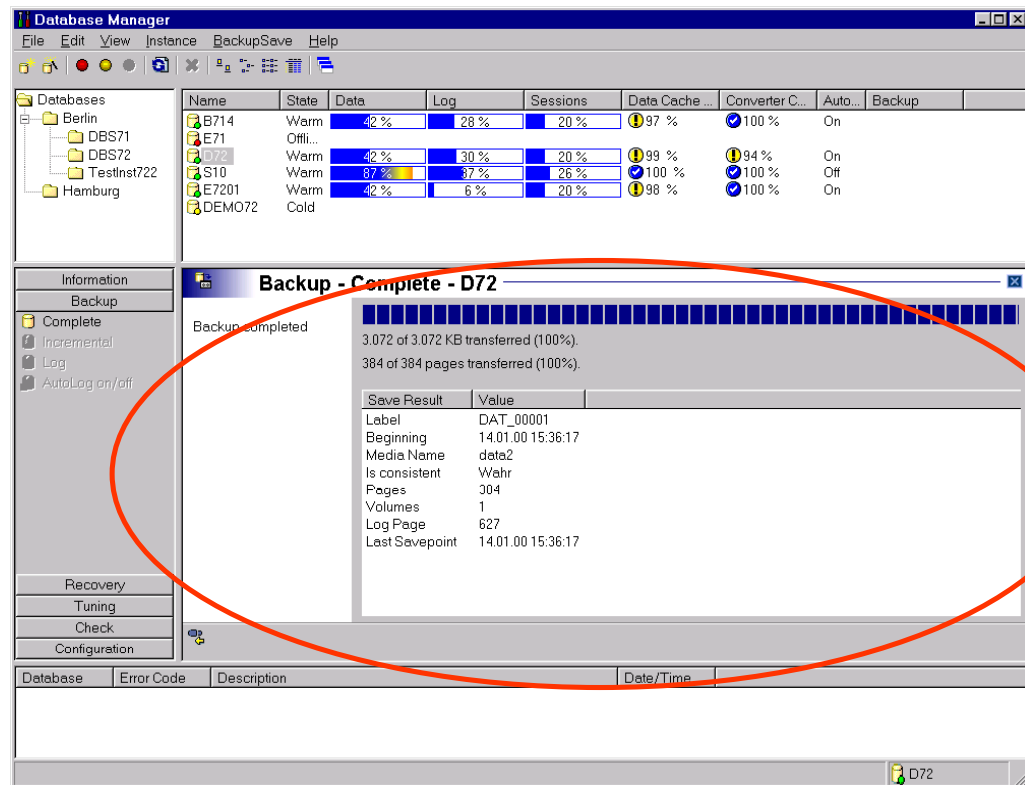 Database Manager
File Edit View Instance BackupSave Help
Databases
Berlin
DBS71
DBS72
TestInst722
Hamburg
Name State Data Log Sessions Data Cache ... Converter C... Auto... Backup
B714 Warm 42 % 28 % 20 % 97 % 100 % On
E71 Offli...
D72 Warm 42 % 30 % 20 % 99 % 94 % On
S10 Warm 87 % 37 % 26 % 100 % 100 % Off
E7201 Warm 42 % 6 % 20 % 98 % 100 % On
DEMO72 Cold
Information
Backup
Complete
Incremental
Log
AutoLog on/off
Recovery
Tuning
Check
Configuration
Backup - Complete - D72
Backup completed
3.072 of 3.072 KB transferred (100%).
384 of 384 pages transferred (100%).
Save Result Value
Label DAT_00001
Beginning 14.01.00 15:36:17
Media Name data2
Is consistent Wahr
Pages 384
Volumes 1
Log Page 627
Last Savepoint 14.01.00 15:36:17
Database Error Code Description Date/Time
D72